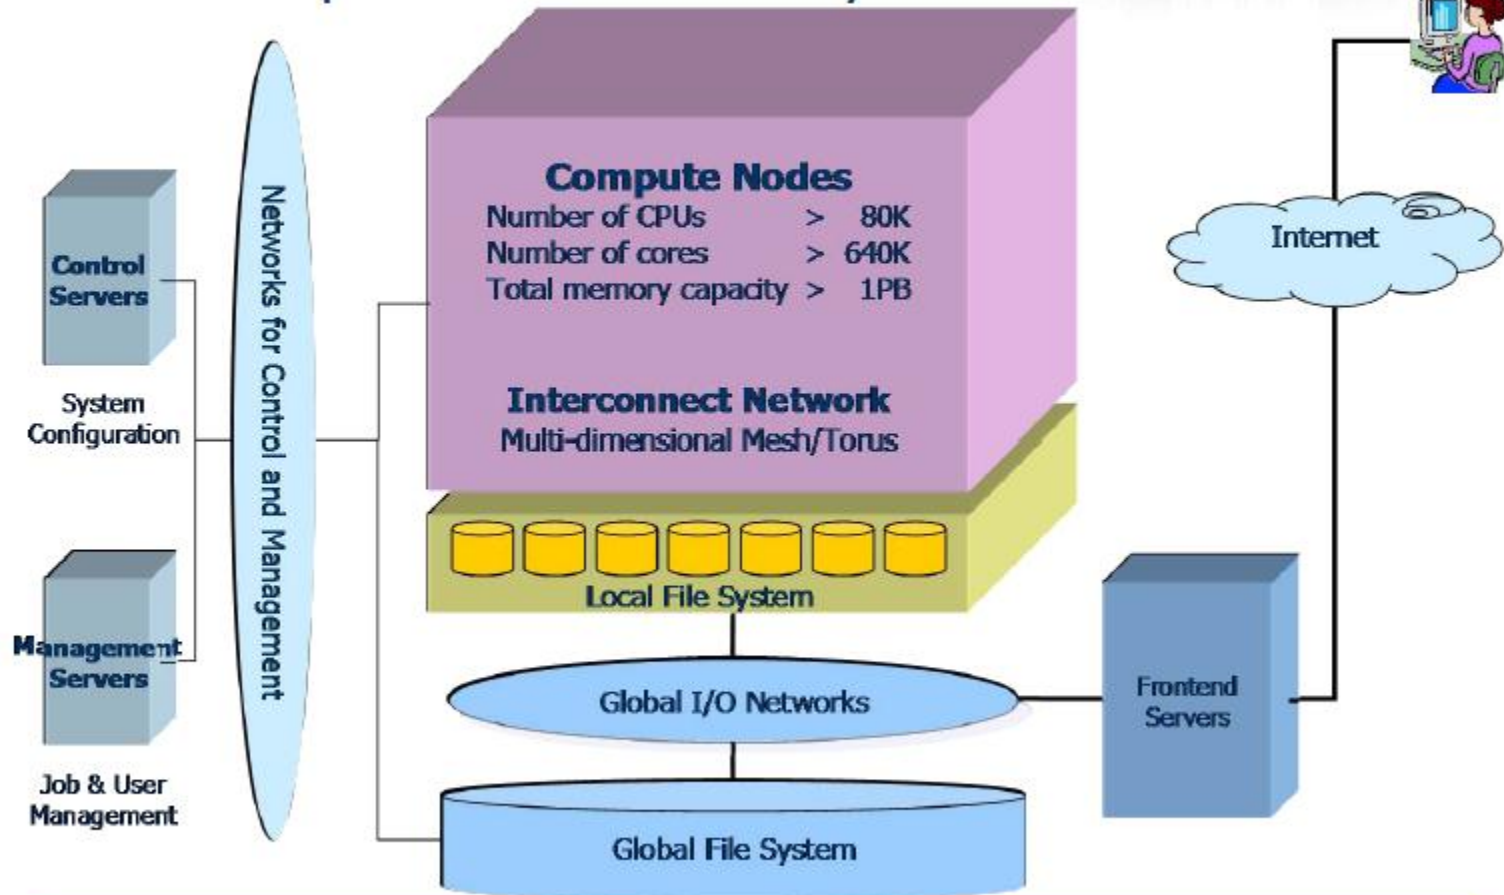 Control
Servers
System
Configuration
Management
Servers
Job & User
Management
Networks for Control and Management
Compute Nodes
Number of CPUs > 80K
Number of cores > 640K
Total memory capacity > 1PB
Interconnect Network
Multi-dimensional Mesh/Torus
Local File System
Global I/O Networks
Global File System
Internet
Frontend
Servers